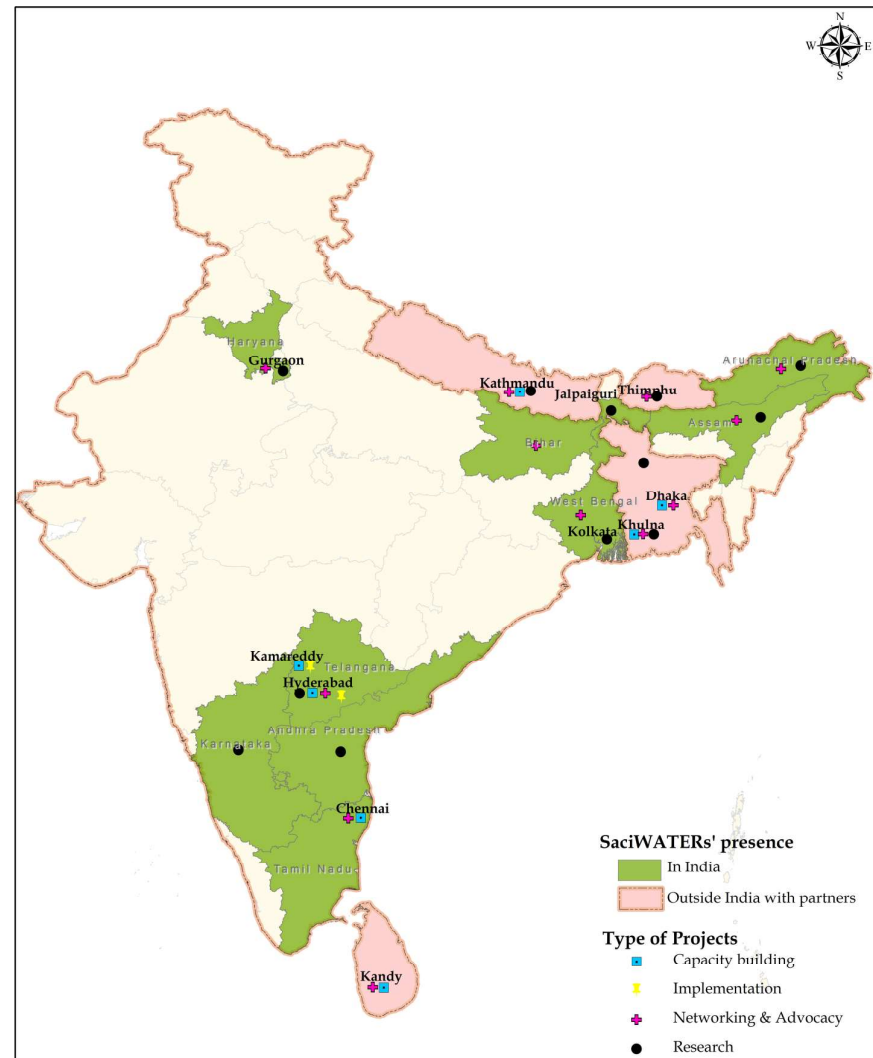 N
W
E
S
Haryana
Gurgaon
Arunachal Pradesh
Kathmandu
Jalpaiguri
Thimphu
Assam
Bihar
West Bengal
Dhaka
Khulna
Kolkata
Kamareddy
Telangana
Hyderabad
Andhra Pradesh
Karnataka
Chennai
Tamil Nadu
Kandy
SaciWATERs' presence
In India
Outside India with partners
Type of Projects
Capacity building
Implementation
Networking & Advocacy
Research